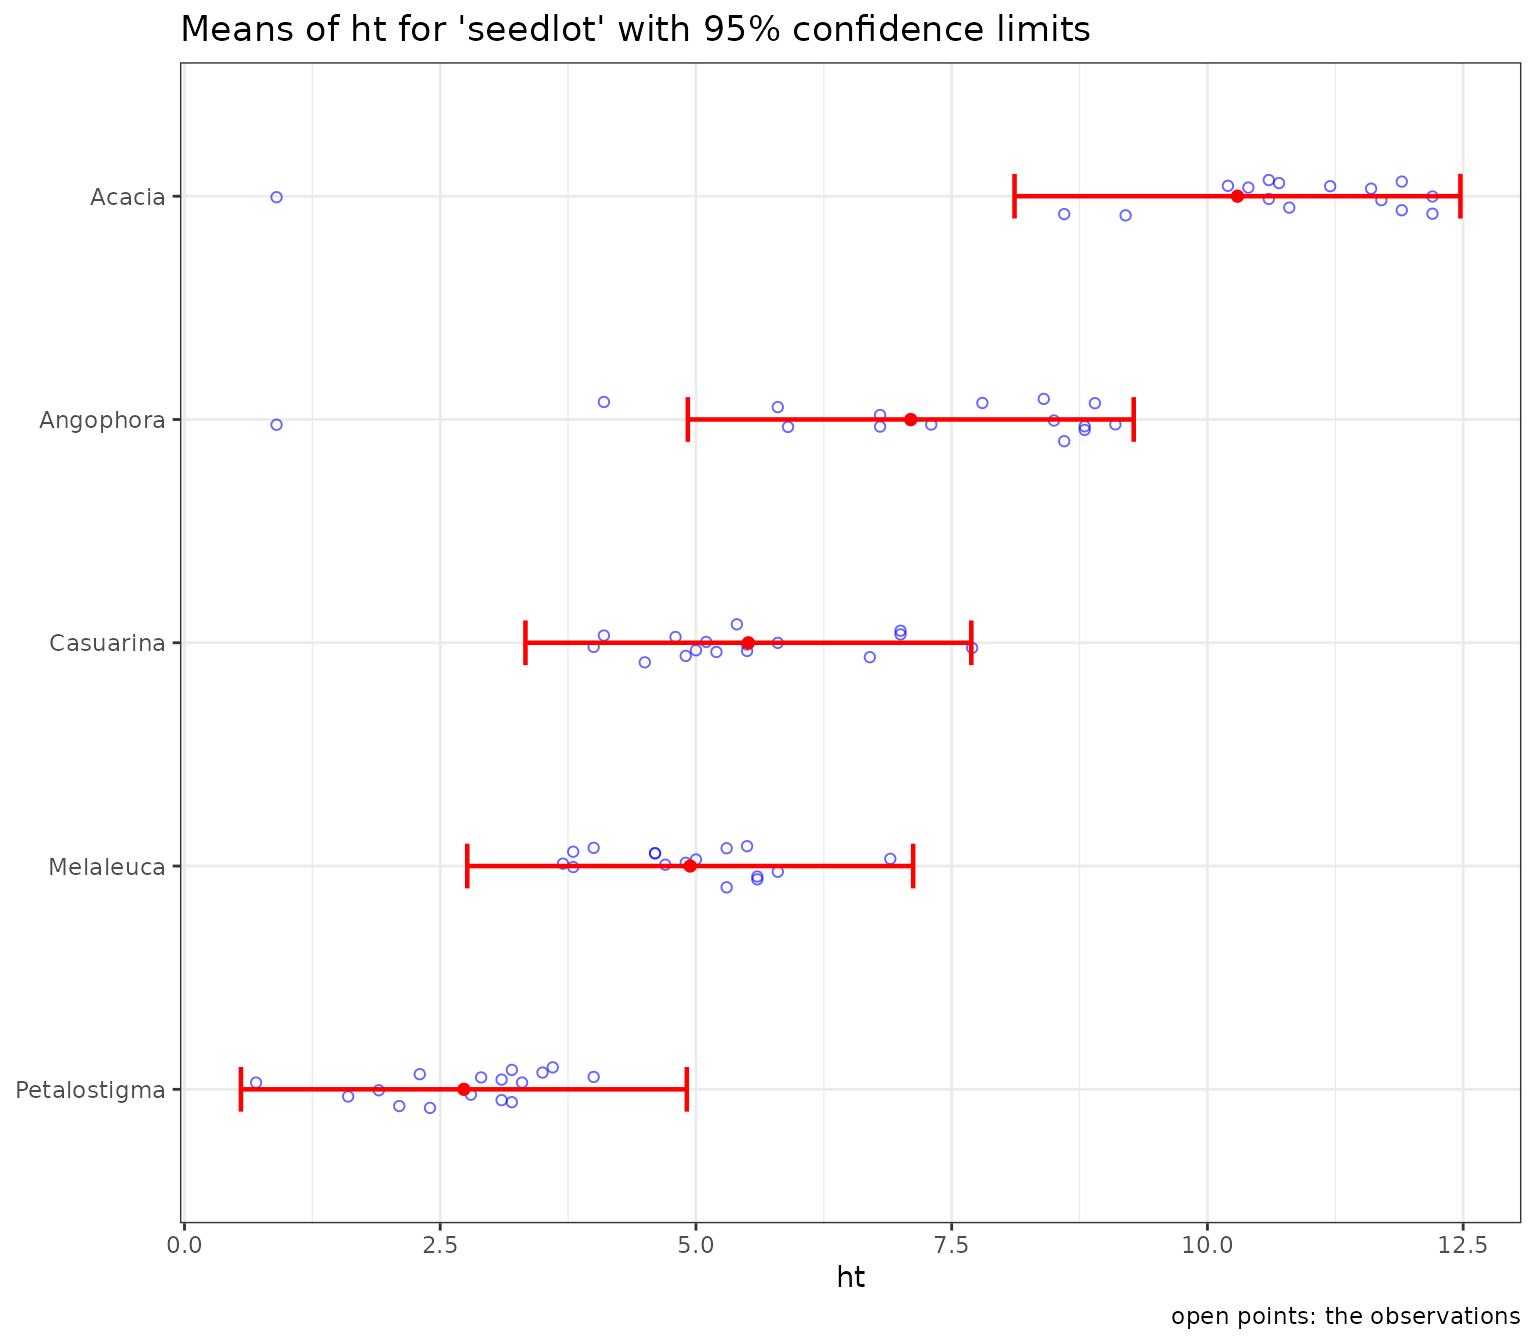 Means of ht for 'seedlot' with 95% confidence limits
Acacia
Angophora
Casuarina
Melaleuca
Petalostigma
0.0 2.5 5.0 7.5 10.0 12.5
ht
open points: the observations